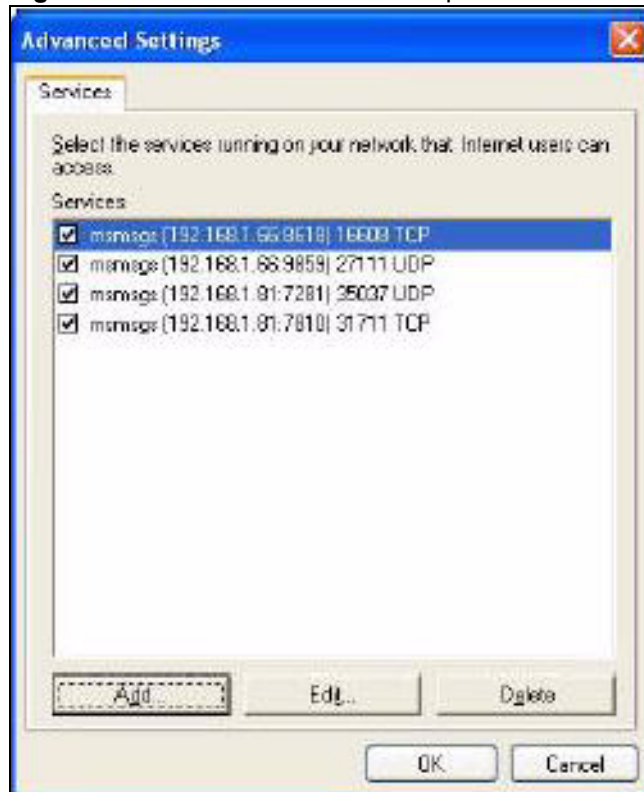 Advanced Settings
Services
Select the services running on your network that Internet users can
access.
Services
msmsgs (192.168.1.66:8618) 16608 TCP
msmsgs (192.168.1.66:9859) 27111 UDP
msmsgs (192.168.1.81:7281) 35037 UDP
msmsgs (192.168.1.81:7810) 31711 TCP
Add...
Edit...
Delete
OK
Cancel